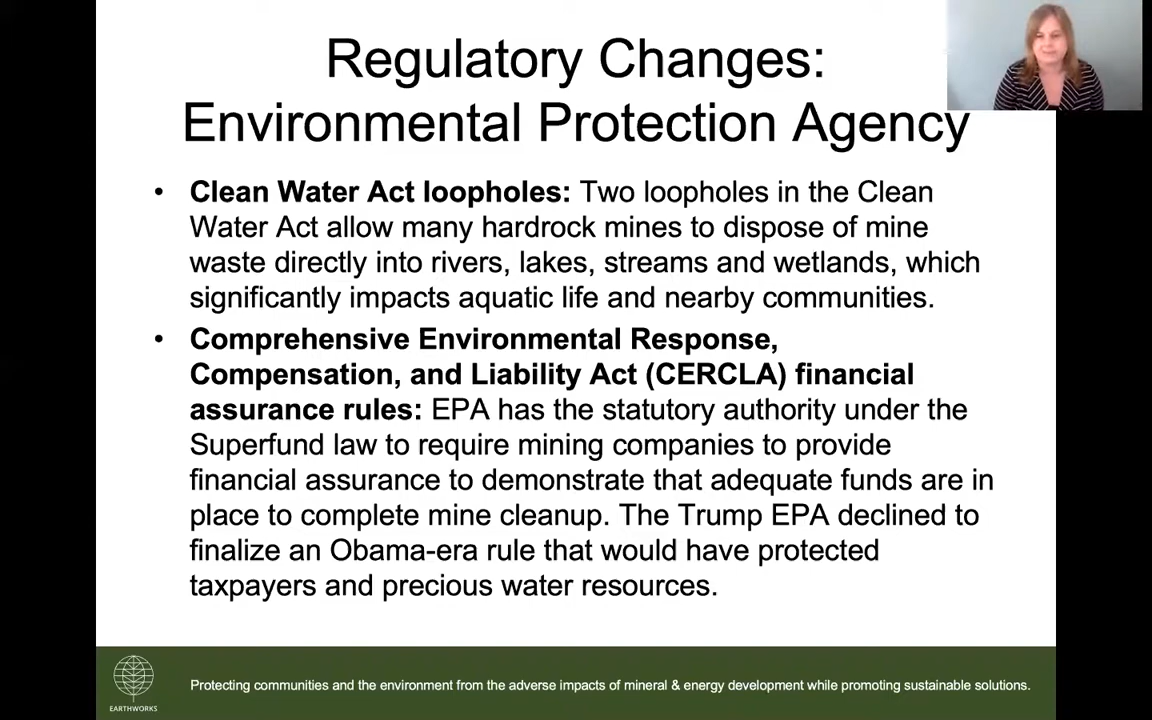 Regulatory Changes:
Environmental Protection Agency
• Clean Water Act loopholes: Two loopholes in the Clean
Water Act allow many hardrock mines to dispose of mine
waste directly into rivers, lakes, streams and wetlands, which
significantly impacts aquatic life and nearby communities.
• Comprehensive Environmental Response,
Compensation, and Liability Act (CERCLA) financial
assurance rules: EPA has the statutory authority under the
Superfund law to require mining companies to provide
financial assurance to demonstrate that adequate funds are in
place to complete mine cleanup. The Trump EPA declined to
finalize an Obama-era rule that would have protected
taxpayers and precious water resources.
Protecting communities and the environment from the adverse impacts of mineral & energy development while promoting sustainable solutions.
EARTHWORKS